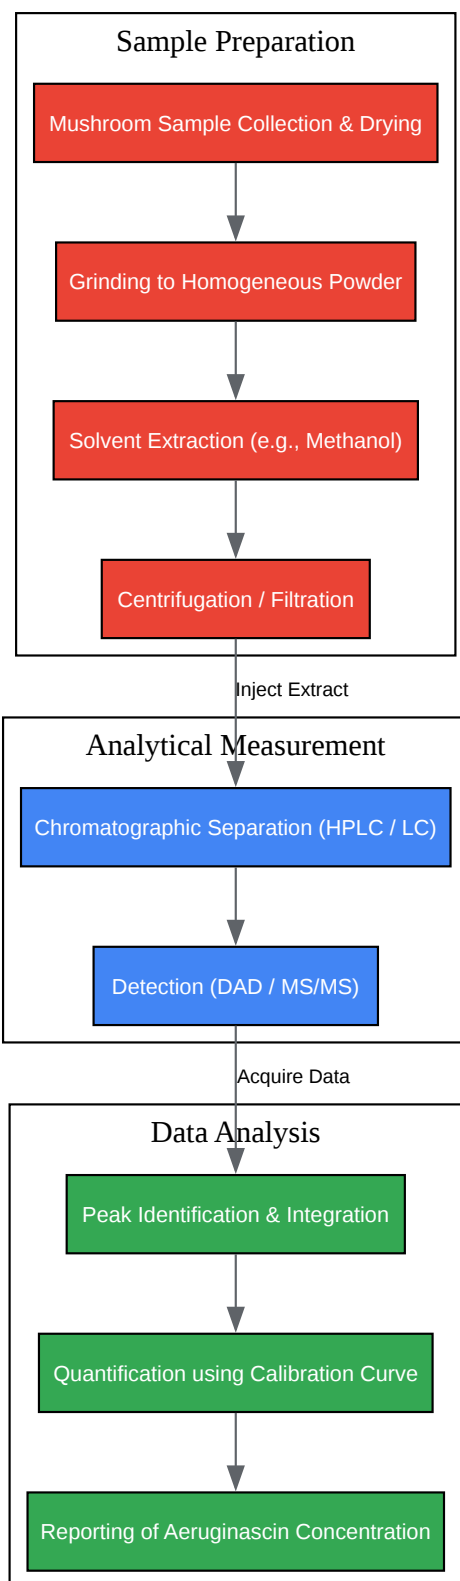 Sample Preparation
Mushroom Sample Collection & Drying
Grinding to Homogeneous Powder
Solvent Extraction (e.g., Methanol)
Centrifugation / Filtration
Inject Extract
Analytical Measurement
Chromatographic Separation (HPLC / LC)
Detection (DAD / MS/MS)
Acquire Data
Data Analysis
Peak Identification & Integration
Quantification using Calibration Curve
Reporting of Aeruginascin Concentration